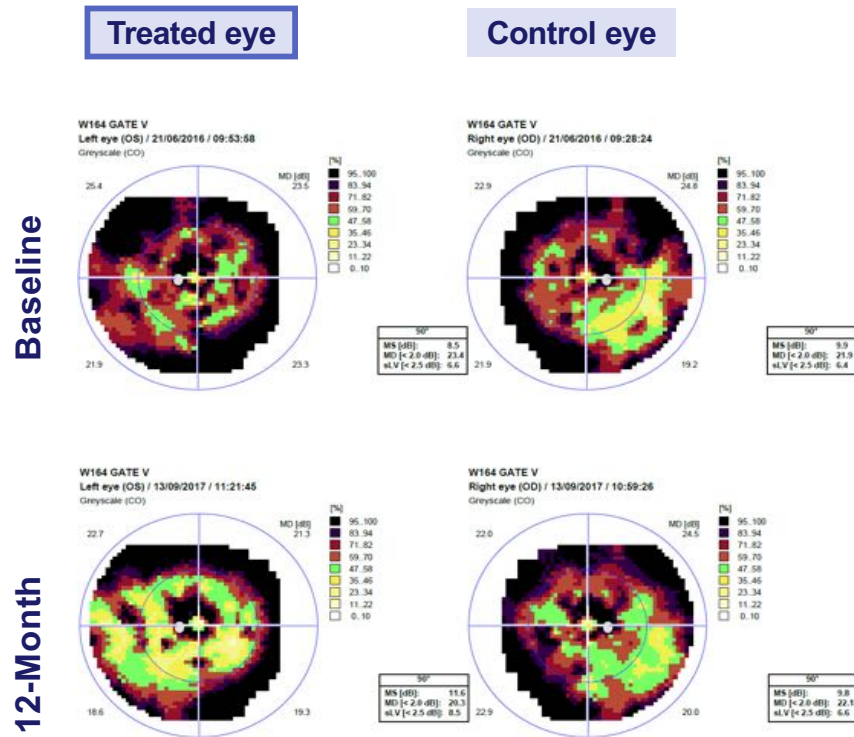 Treated eye
Control eye
Baseline
W164 GATE V
Left eye (OS) / 21/06/2016 / 09:53:58
Greyscale (CO)
MD [dB]
25.4
23.5
21.9
23.3
[%]
95..100
83..94
71..82
59..70
47..58
35..46
23..34
11..22
0..10
90°
MS [dB]: 8.5
MD [< 2.0 dB]: 23.4
sLV [< 2.5 dB]: 6.6
W164 GATE V
Right eye (OD) / 21/06/2016 / 09:28:24
Greyscale (CO)
MD [dB]
22.9
24.8
21.9
19.2
[%]
95..100
83..94
71..82
59..70
47..58
35..46
23..34
11..22
0..10
90°
MS [dB]: 9.9
MD [< 2.0 dB]: 21.9
sLV [< 2.5 dB]: 6.4
12-Month
W164 GATE V
Left eye (OS) / 13/09/2017 / 11:21:45
Greyscale (CO)
MD [dB]
22.7
21.3
18.6
19.3
[%]
95..100
83..94
71..82
59..70
47..58
35..46
23..34
11..22
0..10
90°
MS [dB]: 11.6
MD [< 2.0 dB]: 20.3
sLV [< 2.5 dB]: 8.5
W164 GATE V
Right eye (OD) / 13/09/2017 / 10:59:26
Greyscale (CO)
MD [dB]
22.0
24.5
22.9
20.0
[%]
95..100
83..94
71..82
59..70
47..58
35..46
23..34
11..22
0..10
90°
MS [dB]: 9.8
MD [< 2.0 dB]: 22.1
sLV [< 2.5 dB]: 6.6